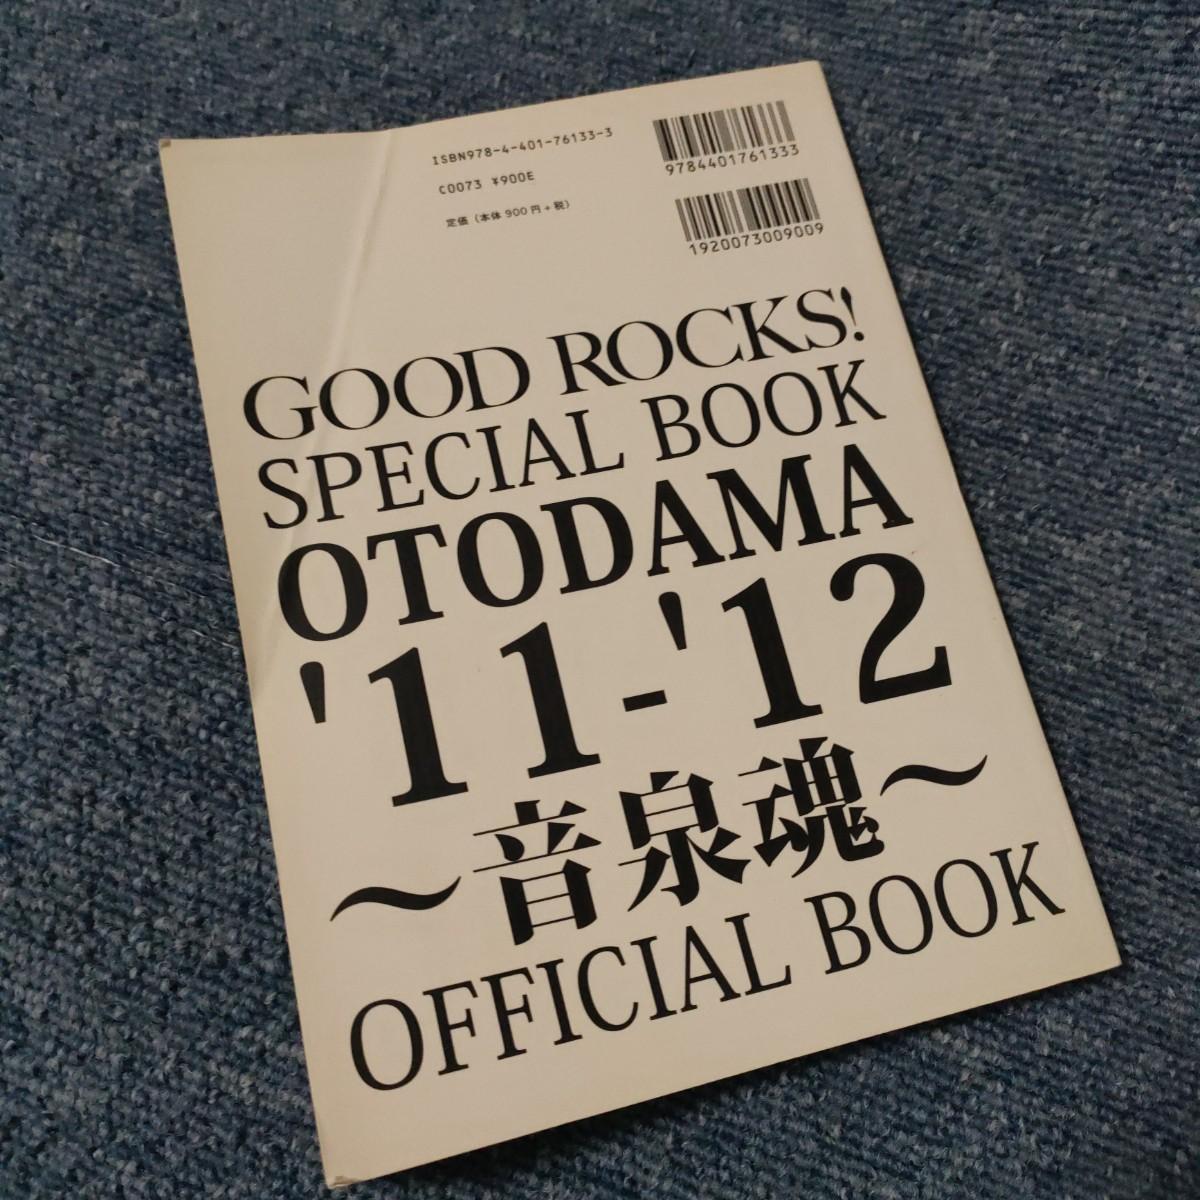 ISBN978-4-401-76133-3
C0073 ¥900E
定価（本体900円+税）
9784401761333
1920073009009
GOOD ROCKS!
SPECIAL BOOK
OTODAMA
'11-'12
〜音泉魂〜
OFFICIAL BOOK